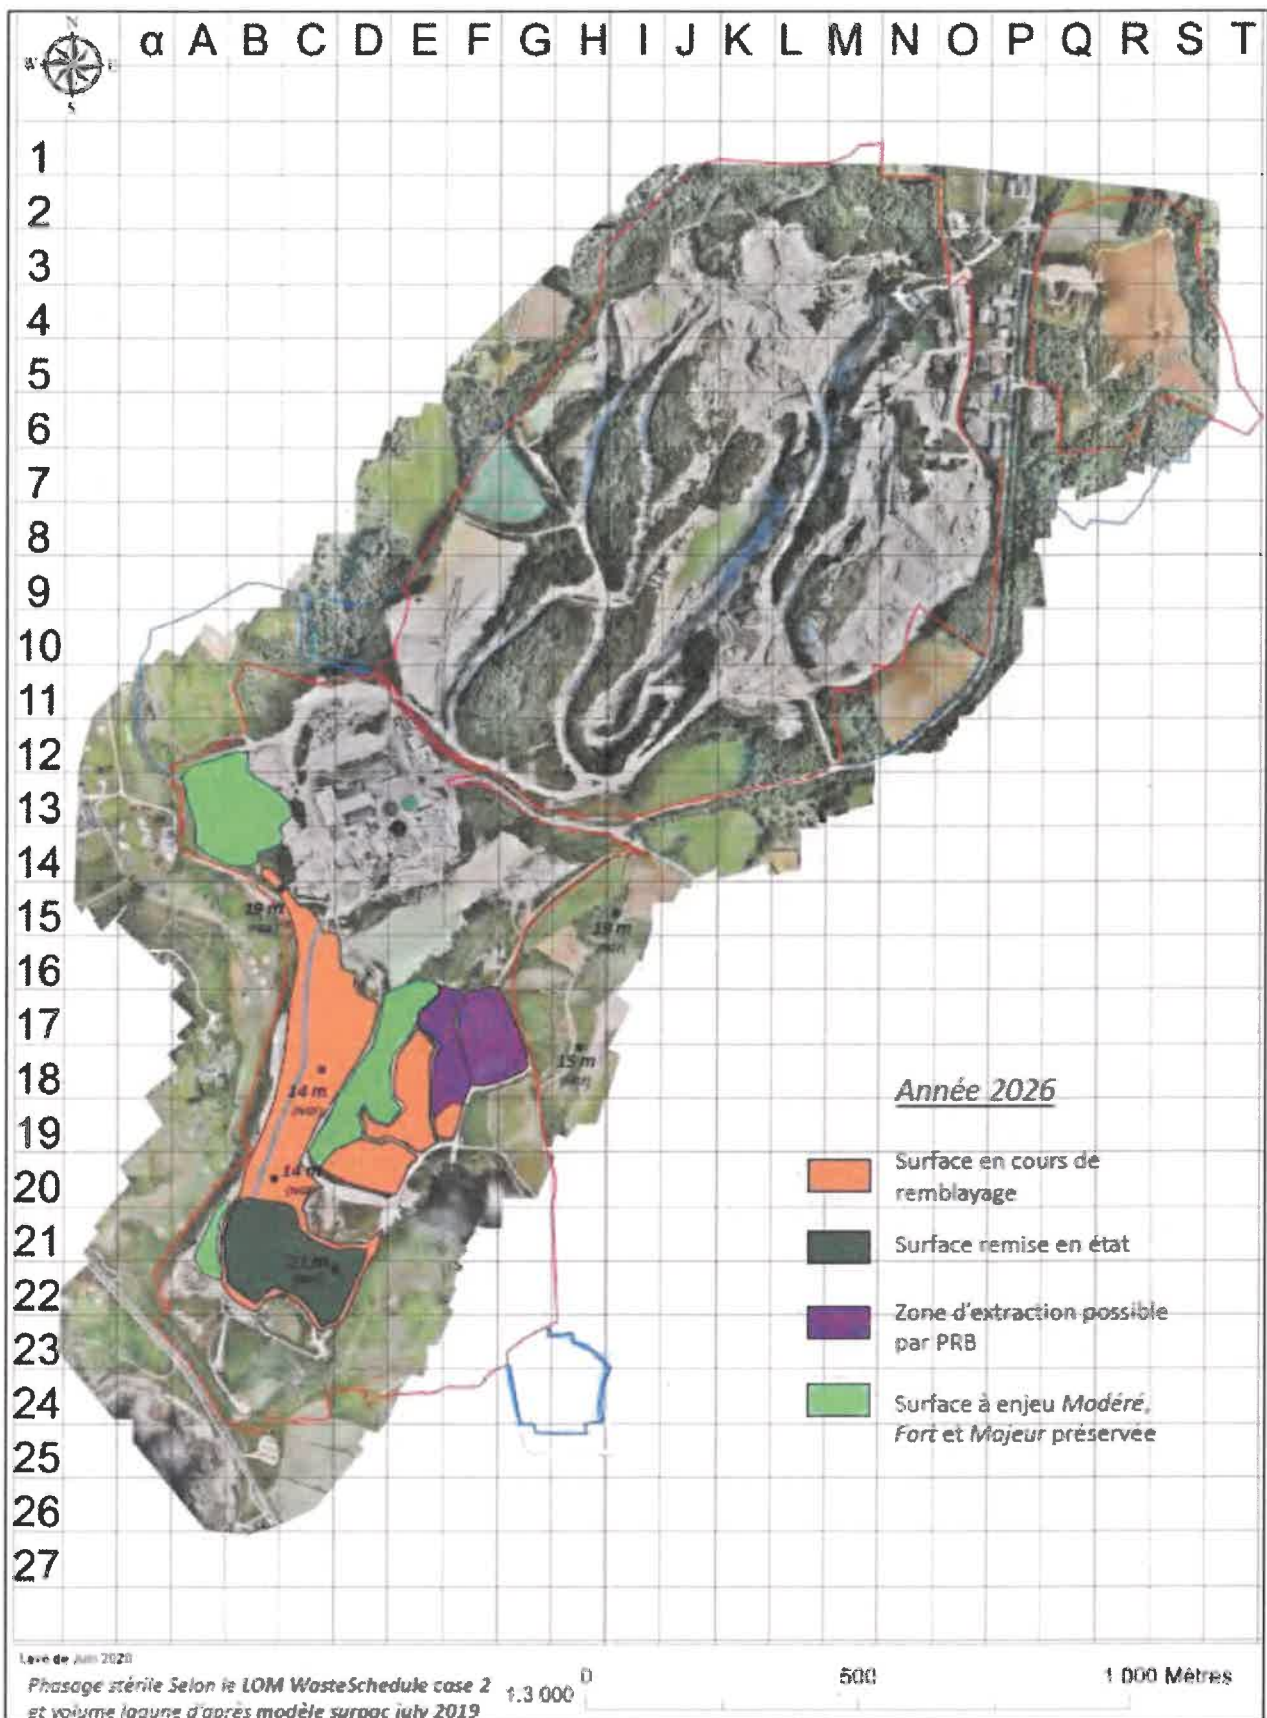 N
W E
S
α A B C D E F G H I J K L M N O P Q R S T
1
2
3
4
5
6
7
8
9
10
11
12
13
14
15
16
17
18
19
20
21
22
23
24
25
26
27
19 m
19 m
15 m
14 m
14 m
Année 2026
Surface en cours de
remblayage
Surface remise en état
Zone d'extraction possible
par PRB
Surface à enjeu Modéré,
Fort et Majeur préservée
Levé de Juin 2020
Phasage stérile Selon le LOM WasteSchedule case 2
et volume lagune d'après modèle surpac july 2019
1:3 000
0 500 1 000 Mètres